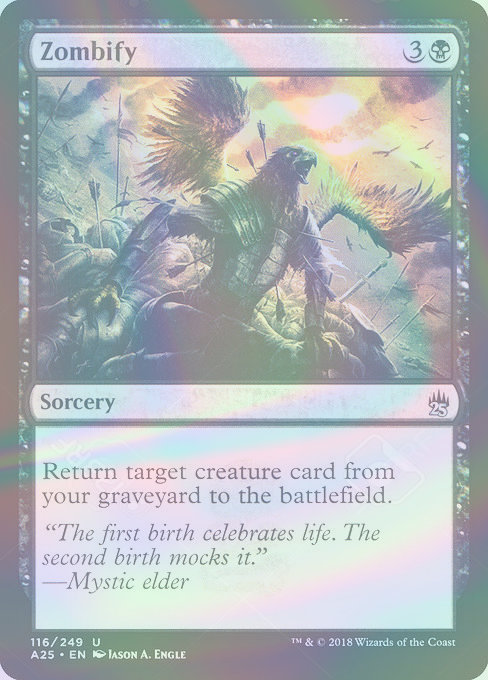 Zombify 3
Sorcery 25
Return target creature card from
your graveyard to the battlefield.
“The first birth celebrates life. The
second birth mocks it.”
—Mystic elder
116/249 U
A25 • EN Jason A. Engle
™ & © 2018 Wizards of the Coast